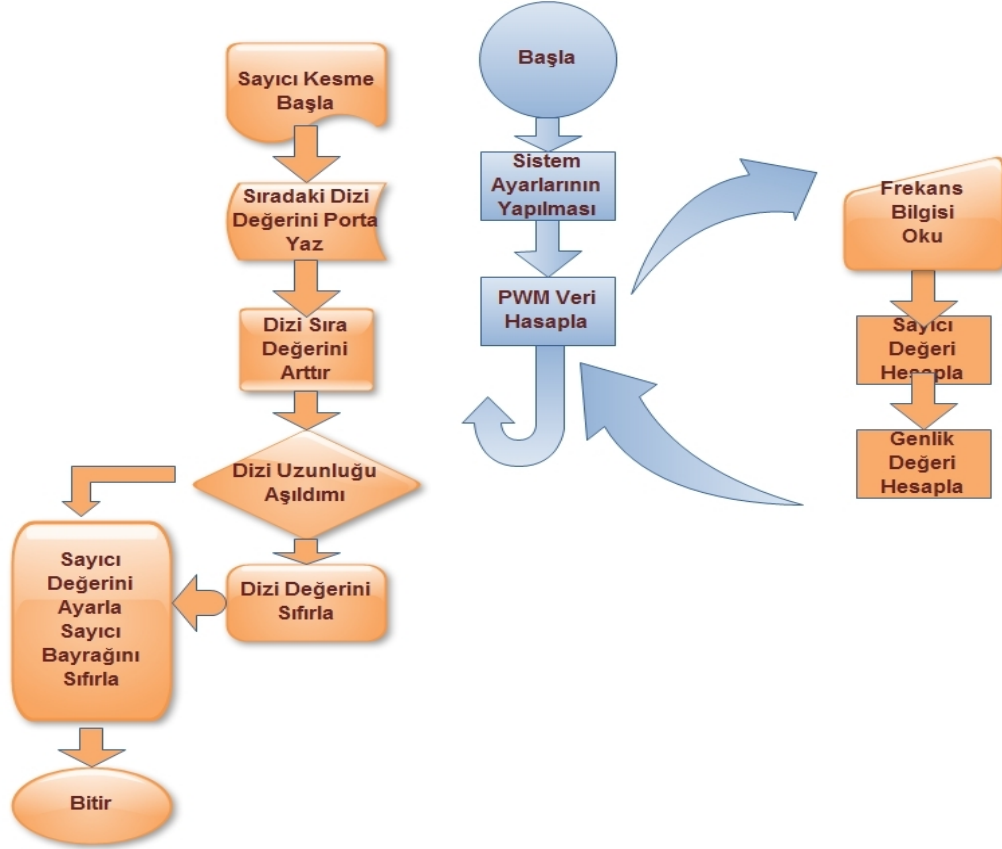 Sayıcı Kesme
Başla
Sıradaki Dizi
Değerini Porta
Yaz
Dizi Sıra
Değerini
Arttır
Dizi Uzunluğu
Aşıldımı
Dizi Değerini
Sıfırla
Sayıcı
Değerini
Ayarla
Sayıcı
Bayrağını
Sıfırla
Bitir
Başla
Sistem
Ayarlarının
Yapılması
PWM Veri
Hasapla
Frekans
Bilgisi
Oku
Sayıcı
Değeri
Hesapla
Genlik
Değeri
Hesapla